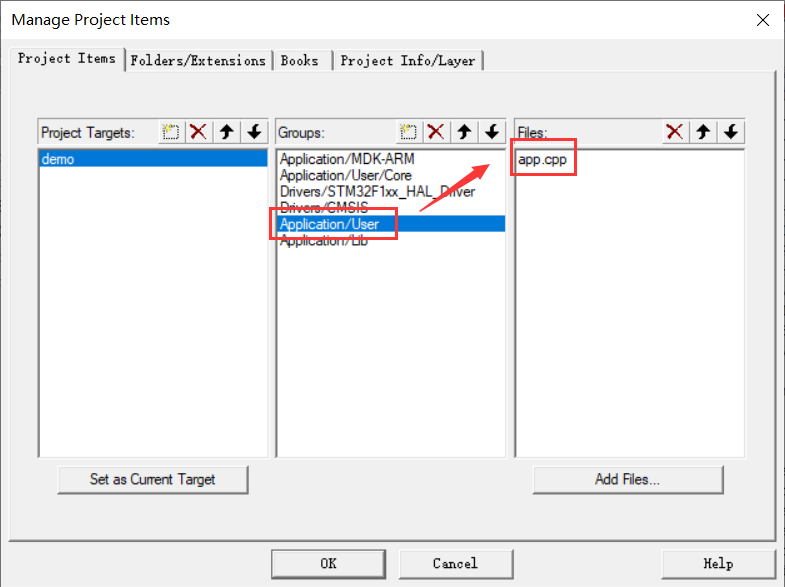 Manage Project Items
Project Items
Folders/Extensions
Books
Project Info/Layer
Project Targets:
demo
Set as Current Target
Groups:
Application/MDK-ARM
Application/User/Core
Drivers/STM32F1xx_HAL_Driver
Drivers/CMSIS
Application/User
Application/Lib
Files:
app.cpp
Add Files...
OK
Cancel
Help